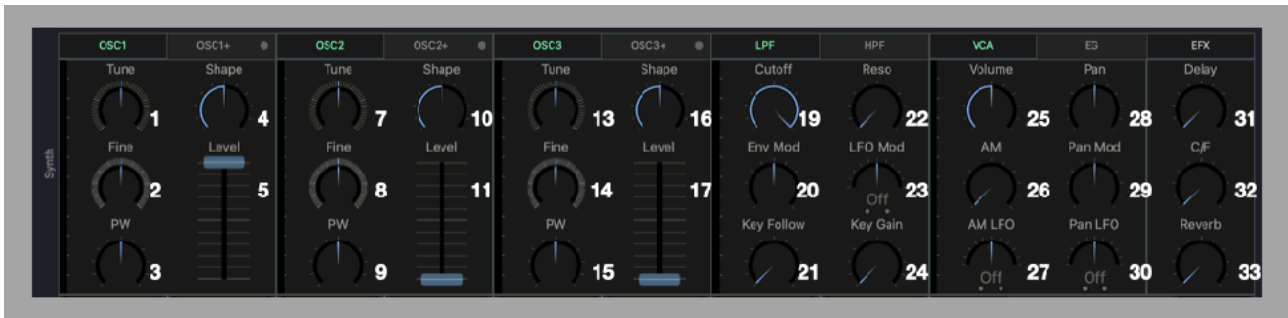 OSC1 OSC1+ OSC2 OSC2+ OSC3 OSC3+ LPF HPF VCA EG EFX
Tune Shape Tune Shape Tune Shape Cutoff Reso Volume Pan Delay
1 4 7 10 13 16 19 22 25 28 31
Synth
Fine Level Fine Level Fine Level Env Mod LFO Mod AM Pan Mod C/F
2 5 8 11 14 17 20 23 26 29 32
Off
PW PW PW Key Follow Key Gain AM LFO Pan LFO Reverb
3 9 15 21 24 27 30 33
Off Off